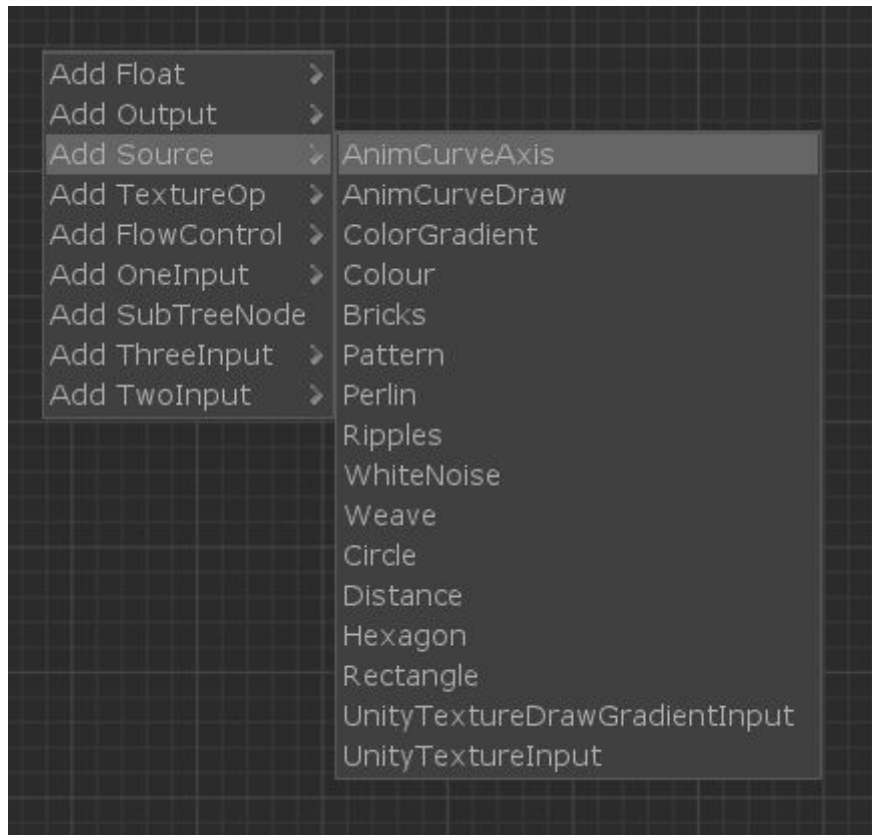 Add Float
Add Output
Add Source
Add TextureOp
Add FlowControl
Add OneInput
Add SubTreeNode
Add ThreeInput
Add TwoInput
AnimCurveAxis
AnimCurveDraw
ColorGradient
Colour
Bricks
Pattern
Perlin
Ripples
WhiteNoise
Weave
Circle
Distance
Hexagon
Rectangle
UnityTextureDrawGradientInput
UnityTextureInput